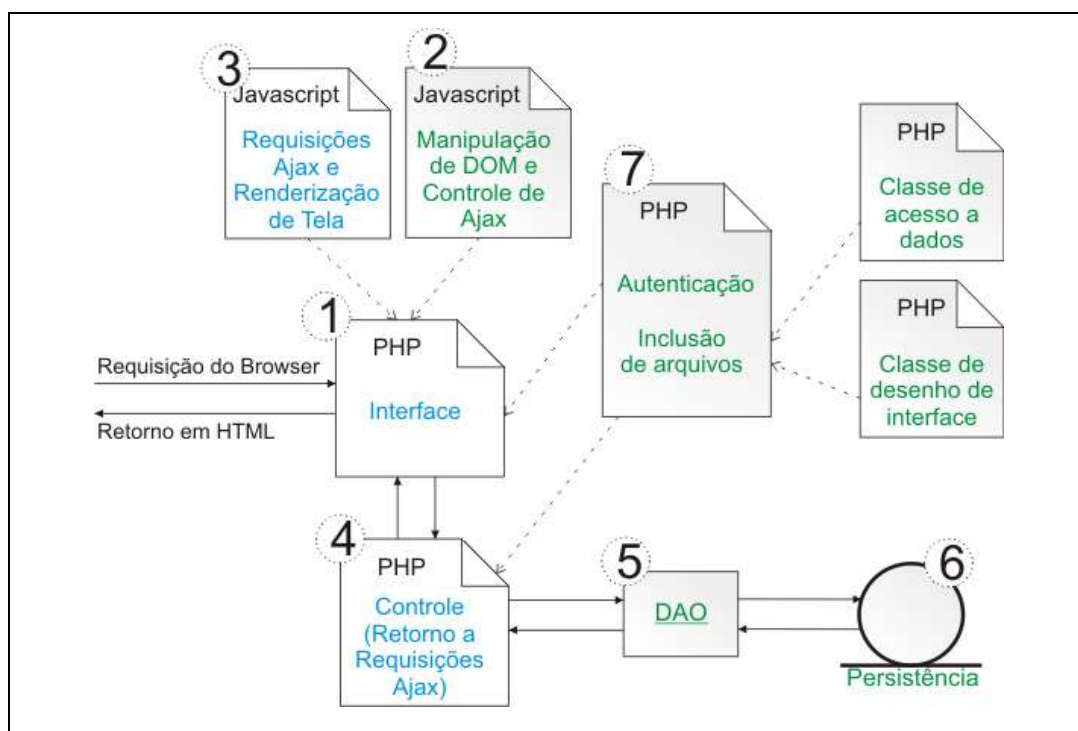 3
Javascript
Requisições
Ajax e
Renderização
de Tela
2
Javascript
Manipulação
de DOM e
Controle de
Ajax
7
PHP
Autenticação
Inclusão
de arquivos
PHP
Classe de
acesso a
dados
PHP
Classe de
desenho de
interface
1
PHP
Interface
Requisição do Browser
Retorno em HTML
4
PHP
Controle
(Retorno a
Requisições
Ajax)
5
DAO
6
Persistência